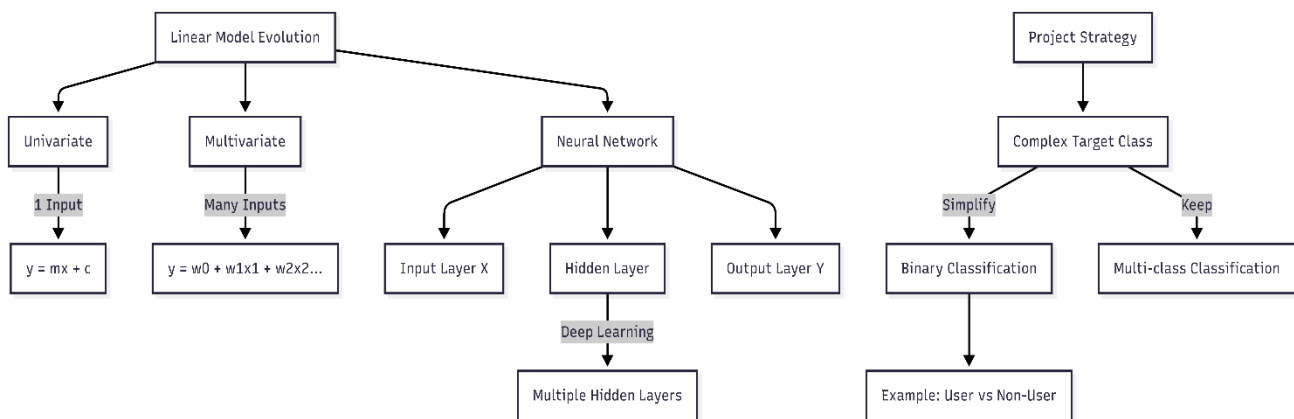 Linear Model Evolution
Project Strategy
Univariate
Multivariate
Neural Network
Complex Target Class
1 Input
Many Inputs
Simplify
Keep
y = mx + c
y = w0 + w1x1 + w2x2...
Input Layer X
Hidden Layer
Output Layer Y
Binary Classification
Multi-class Classification
Deep Learning
Multiple Hidden Layers
Example: User vs Non-User